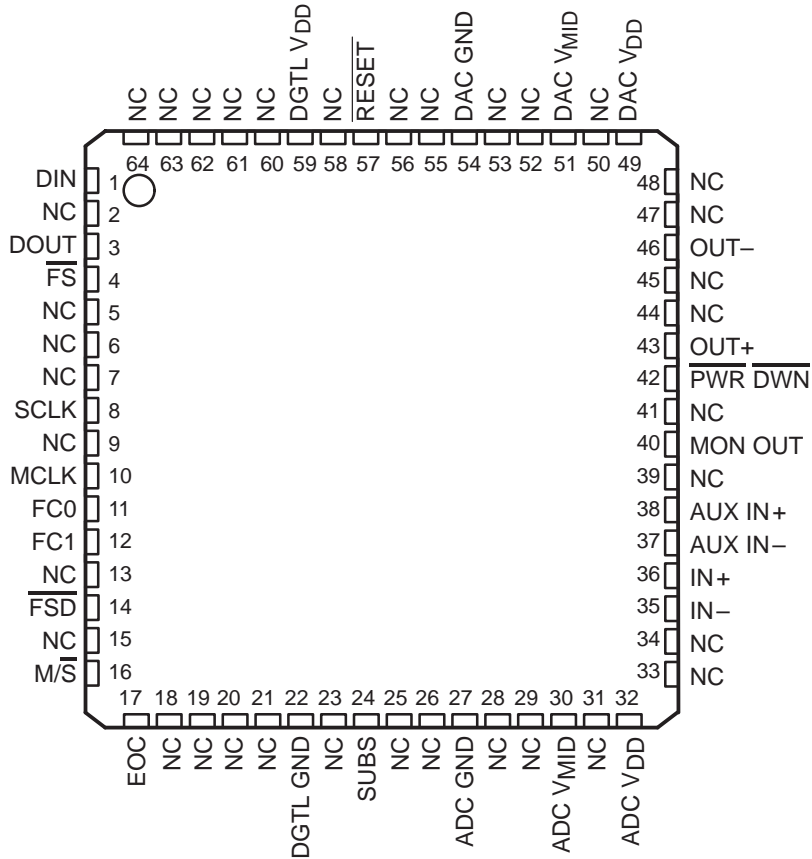 NC NC NC NC NC DGTL VDD NC RESET NC NC DAC GND NC NC DAC VMID NC DAC VDD
64 63 62 61 60 59 58 57 56 55 54 53 52 51 50 49
DIN 1 48 NC
NC 2 47 NC
DOUT 3 46 OUT–
FS 4 45 NC
NC 5 44 NC
NC 6 43 OUT+
NC 7 42 PWR DWN
SCLK 8 41 NC
NC 9 40 MON OUT
MCLK 10 39 NC
FC0 11 38 AUX IN+
FC1 12 37 AUX IN–
NC 13 36 IN+
FSD 14 35 IN–
NC 15 34 NC
M/S 16 33 NC
17 18 19 20 21 22 23 24 25 26 27 28 29 30 31 32
EOC NC NC NC NC DGTL GND NC SUBS NC NC ADC GND NC NC ADC VMID NC ADC VDD